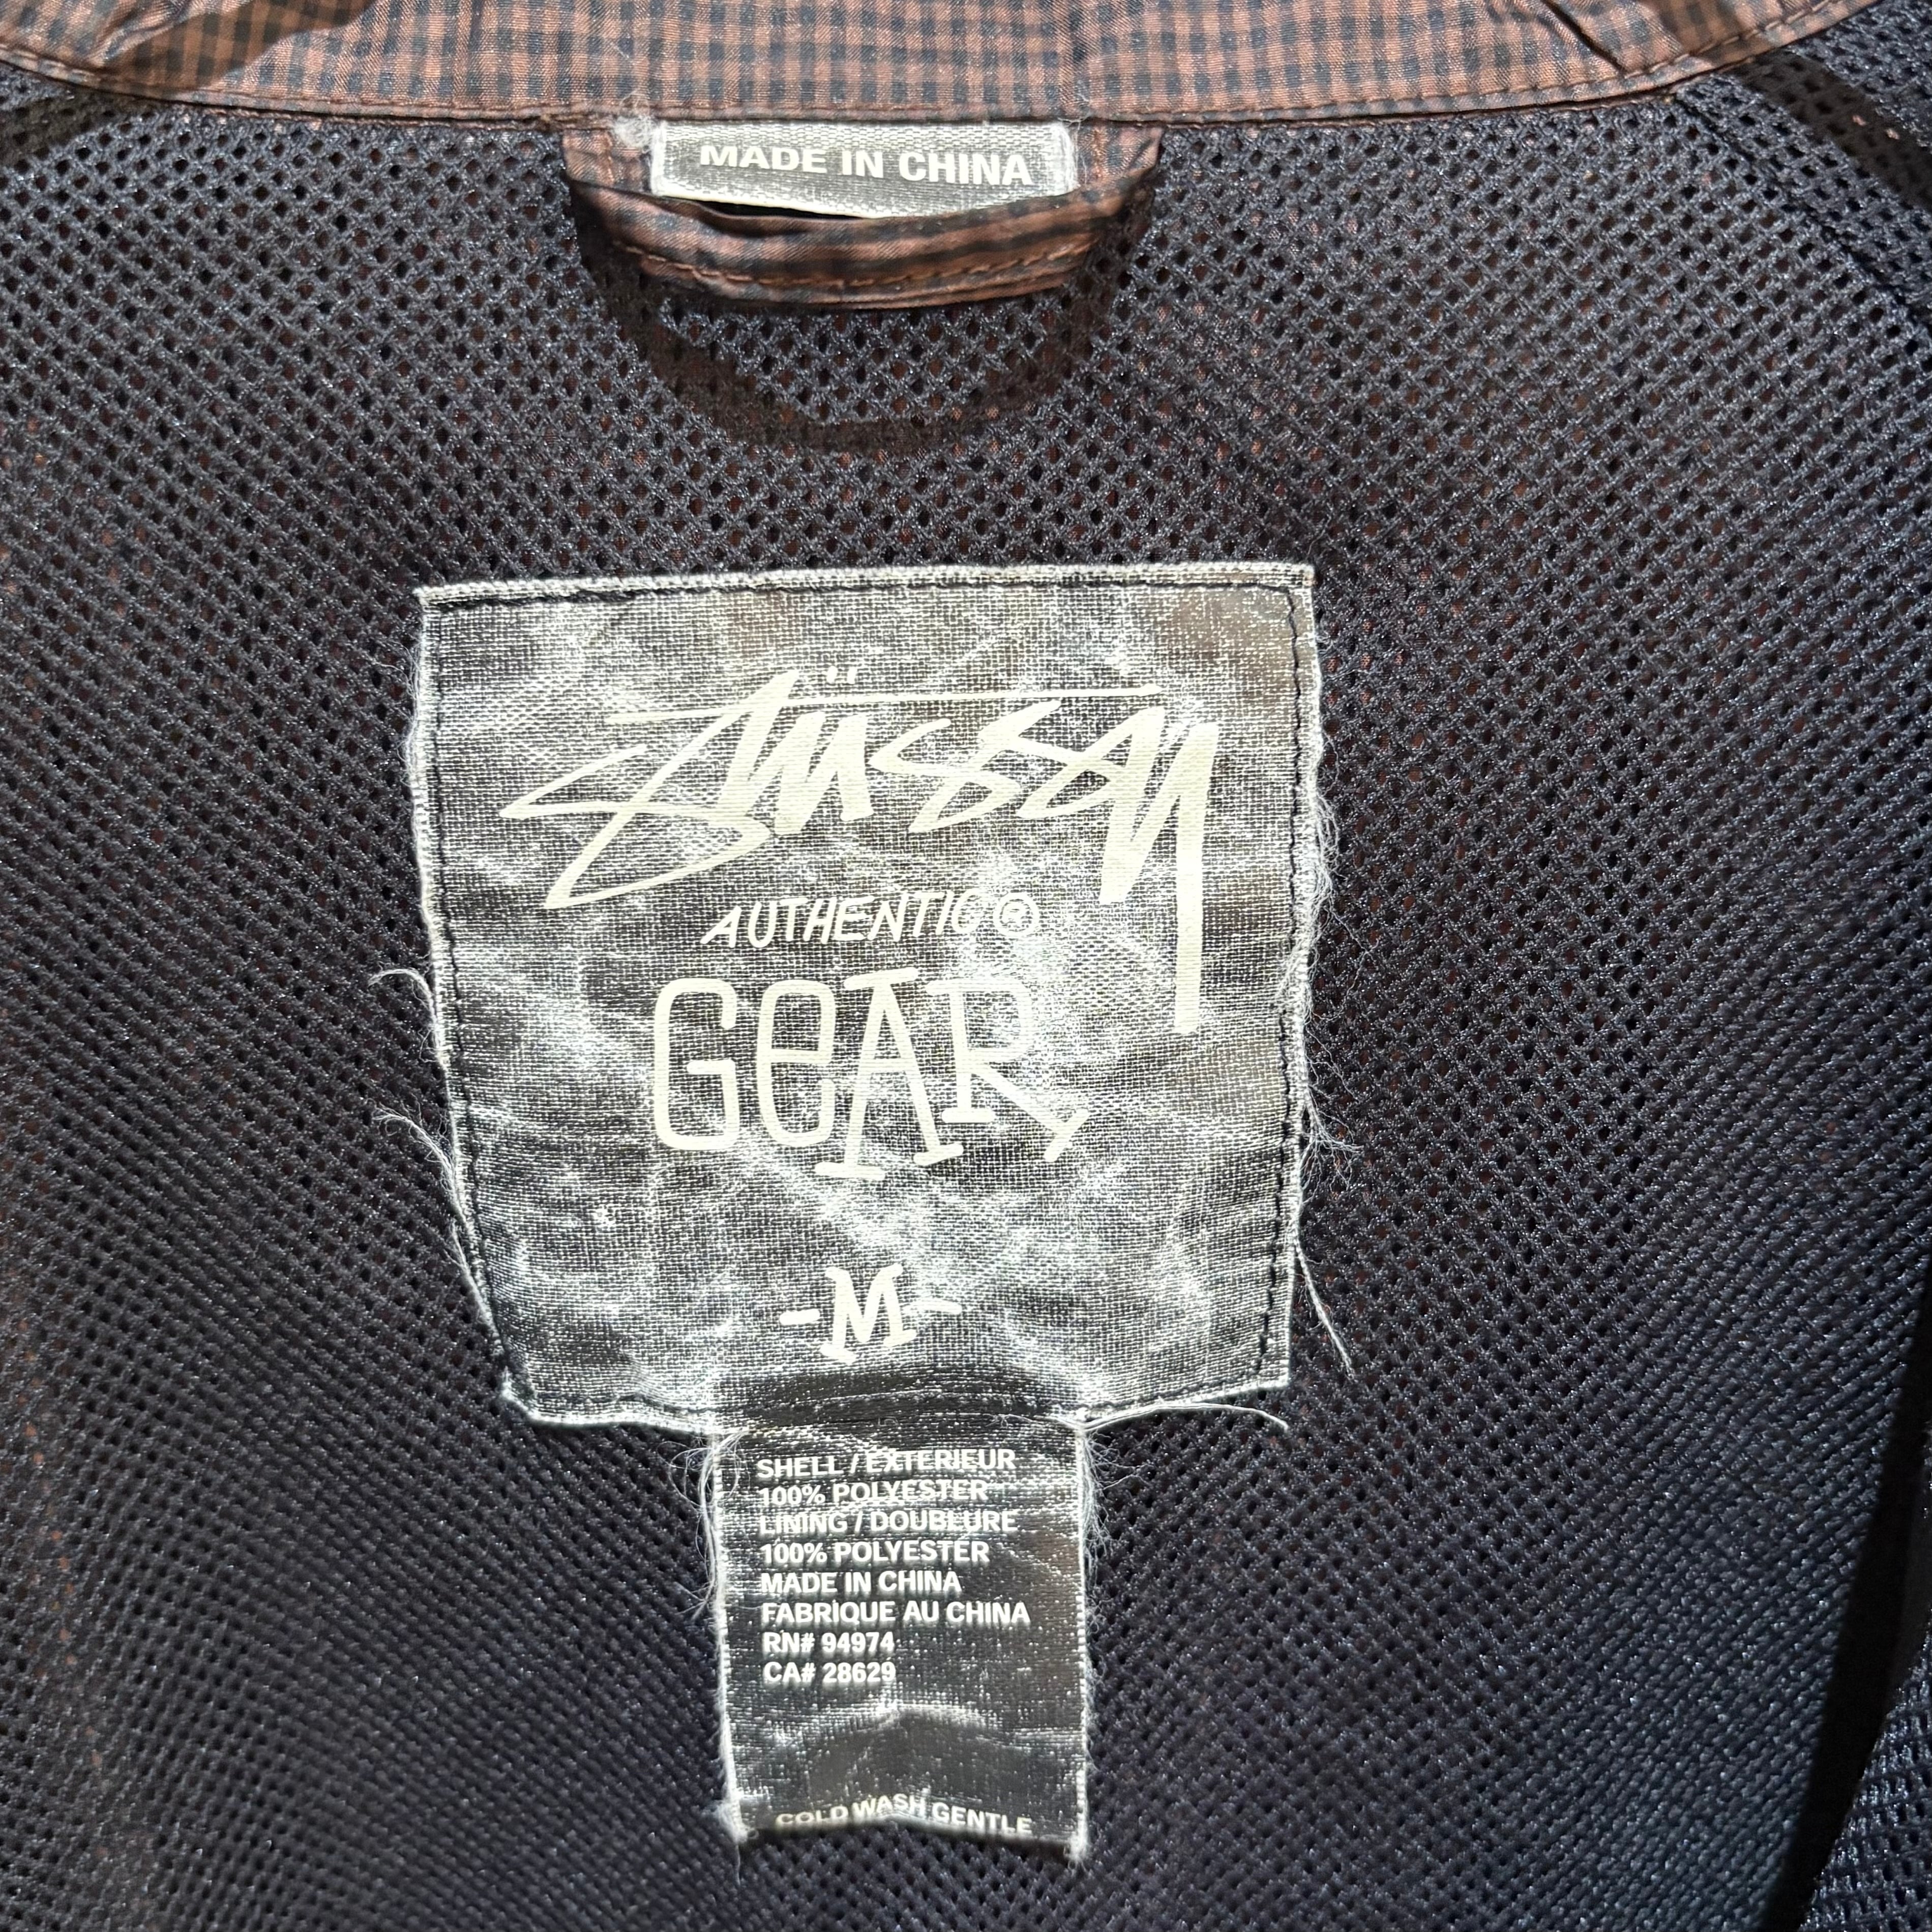 MADE IN CHINA
Stüssy
AUTHENTIC ®
GeAR
-M-
SHELL / EXTERIEUR
100% POLYESTER
LINING / DOUBLURE
100% POLYESTER
MADE IN CHINA
FABRIQUE AU CHINA
RN# 94974
CA# 28629
COLD WASH GENTLE